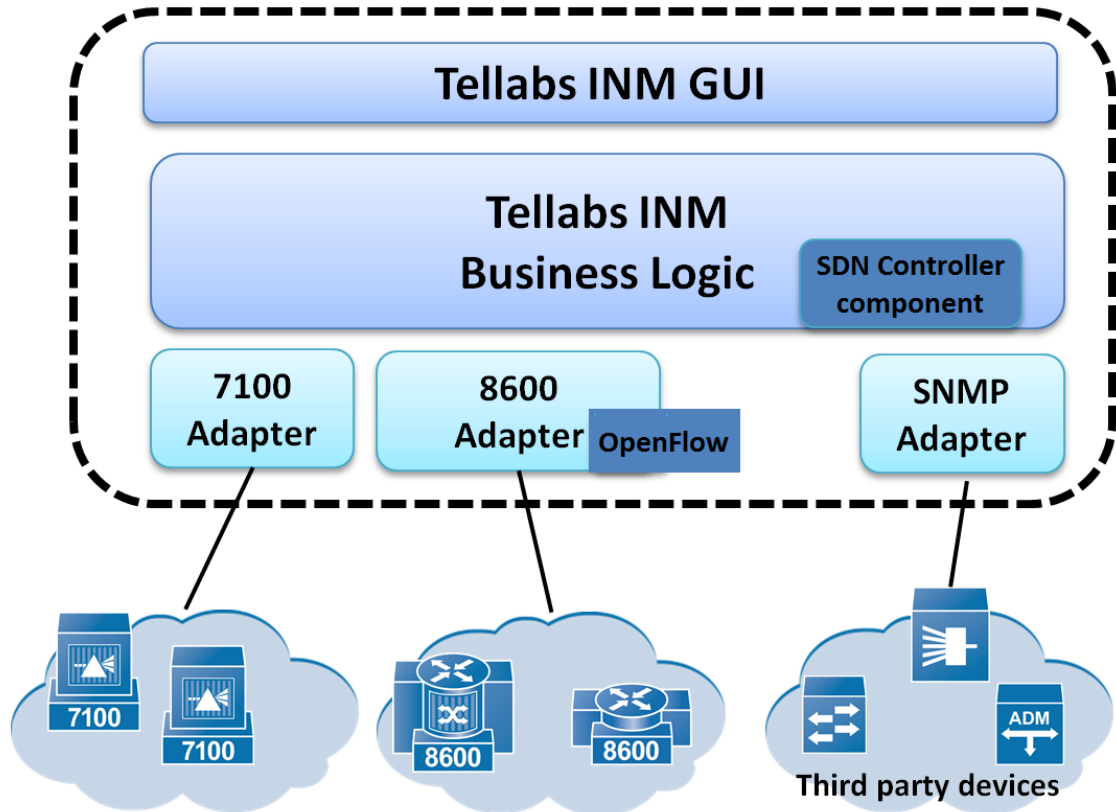 Tellabs INM GUI
Tellabs INM
Business Logic
SDN Controller
component
7100
Adapter
8600
Adapter
OpenFlow
SNMP
Adapter
7100
7100
8600
8600
ADM
Third party devices